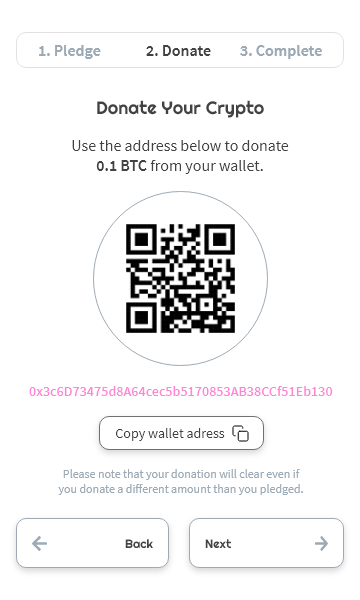 1. Pledge 2. Donate 3. Complete
Donate Your Crypto
Use the address below to donate
0.1 BTC from your wallet.
0x3c6D73475d8A64cec5b5170853AB38CCf51Eb130
Copy wallet adress
Please note that your donation will clear even if
you donate a different amount than you pledged.
Back Next